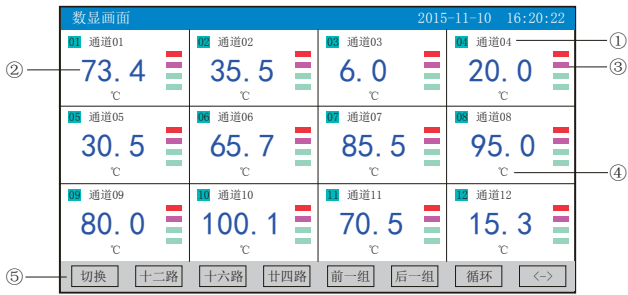 数显画面 2015-11-10 16:20:22
01 通道01 02 通道02 03 通道03 04 通道04 ①
② 73.4 35.5 6.0 20.0 ③
℃ ℃ ℃ ℃
05 通道05 06 通道06 07 通道07 08 通道08
30.5 65.7 85.5 95.0
℃ ℃ ℃ ℃ ④
09 通道09 10 通道10 11 通道11 12 通道12
80.0 100.1 70.5 15.3
℃ ℃ ℃ ℃
⑤ 切换 十二路 十六路 廿四路 前一组 后一组 循环 <->